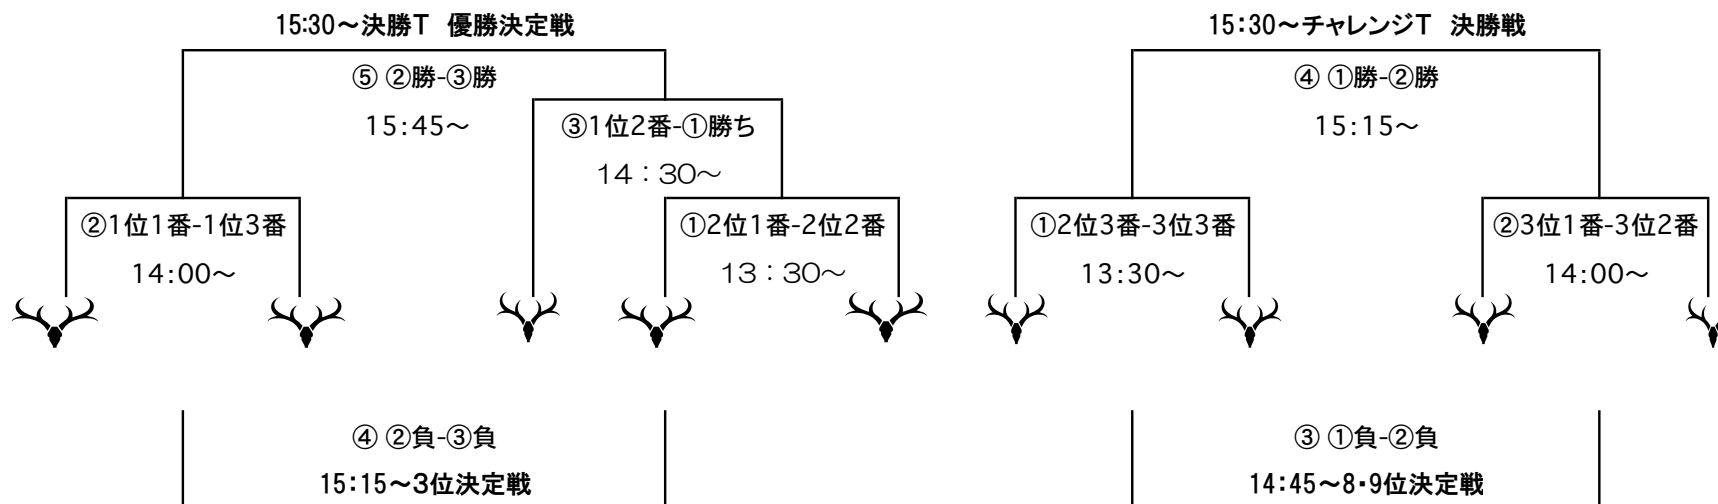 15:30～決勝T 優勝決定戦
⑤ ②勝-③勝
15:45～
③1位2番-①勝ち
14：30～
②1位1番-1位3番
14:00～
①2位1番-2位2番
13：30～
④ ②負-③負
15:15～3位決定戦
15:30～チャレンジT 決勝戦
④ ①勝-②勝
15:15～
①2位3番-3位3番
13:30～
②3位1番-3位2番
14:00～
③ ①負-②負
14:45～8・9位決定戦